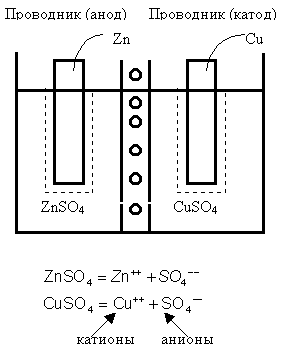 Проводник (анод) Проводник (катод)
Zn Cu
ZnSO₄ CuSO₄
ZnSO₄ = Zn⁺⁺ + SO₄⁻⁻
CuSO₄ = Cu⁺⁺ + SO₄⁻
катионы анионы